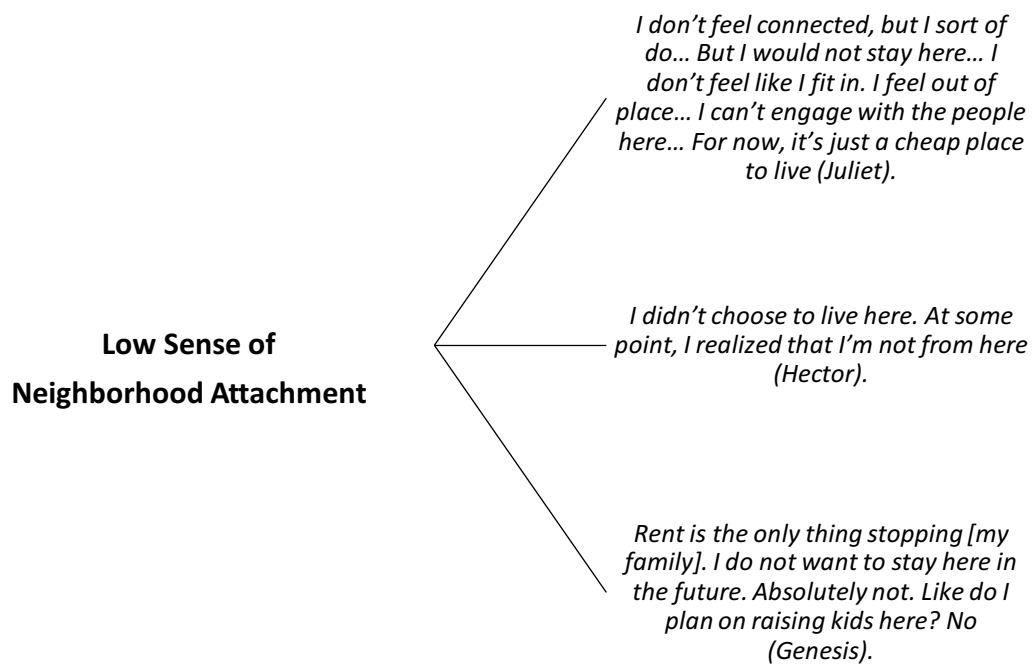 I don’t feel connected, but I sort of
do… But I would not stay here… I
don’t feel like I fit in. I feel out of
place… I can’t engage with the people
here… For now, it’s just a cheap place
to live (Juliet).
Low Sense of
Neighborhood Attachment
I didn’t choose to live here. At some
point, I realized that I’m not from here
(Hector).
Rent is the only thing stopping [my
family]. I do not want to stay here in
the future. Absolutely not. Like do I
plan on raising kids here? No
(Genesis).